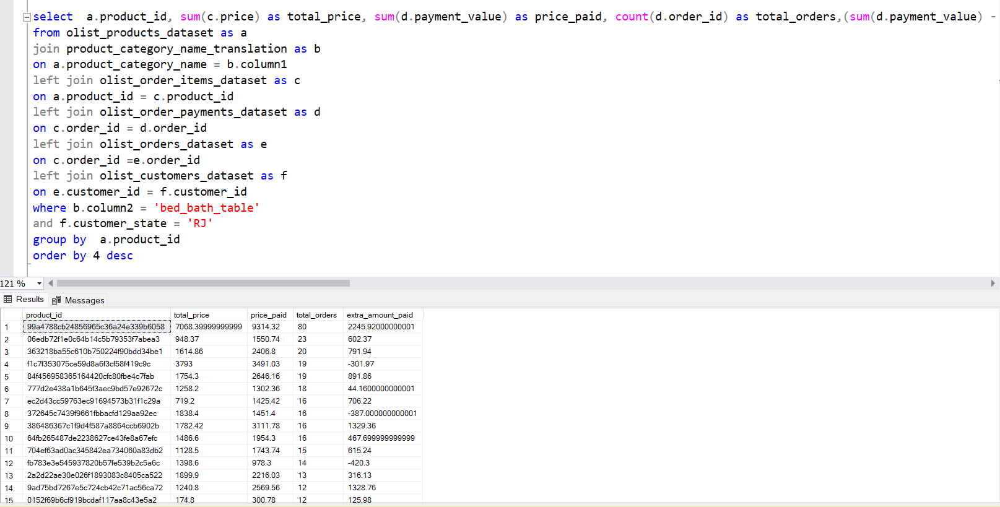 select  a.product_id, sum(c.price) as total_price, sum(d.payment_value) as price_paid, count(d.order_id) as total_orders,(sum(d.payment_value) -
from olist_products_dataset as a
join product_category_name_translation as b
on a.product_category_name = b.column1
left join olist_order_items_dataset as c
on a.product_id = c.product_id
left join olist_order_payments_dataset as d
on c.order_id = d.order_id
left join olist_orders_dataset as e
on c.order_id =e.order_id
left join olist_customers_dataset as f
on e.customer_id = f.customer_id
where b.column2 = 'bed_bath_table'
and f.customer_state = 'RJ'
group by  a.product_id
order by 4 desc
121 %
Results Messages
product_id total_price price_paid total_orders extra_amount_paid
1 99a4788cb24856965c36a24e339b6058 7068.39999999999 9314.32 80 2245.92000000001
2 06edb72f1e0c64b14c5b79353f7abea3 948.37 1550.74 23 602.37
3 363218ba55c610b750224f90bdd34be1 1614.86 2406.8 20 791.94
4 f1c7f353075ce59d8a6f3cf58f419c9c 3793 3491.03 19 -301.97
5 84f456958365164420cfc80fbe4c7fab 1754.3 2646.16 19 891.86
6 777d2e438a1b645f3aec9bd57e92672c 1258.2 1302.36 18 44.1600000000001
7 ec2d43cc59763ec91694573b31f1c29a 719.2 1425.42 16 706.22
8 372645c7439f9661fbbacfd129aa92ec 1838.4 1451.4 16 -387.000000000001
9 386486367c1f9d4f587a8864ccb6902b 1782.42 3111.78 16 1329.36
10 64fb265487de2238627ce43fe8a67efc 1486.6 1954.3 16 467.699999999999
11 704ef63ad0ac345842ea734060a83db2 1128.5 1743.74 15 615.24
12 fb783e3e545937820b57fe539b2c5a6c 1398.6 978.3 14 -420.3
13 2a2d22ae30e026f1893083c8405ca522 1899.9 2216.03 13 316.13
14 9ad75bd7267e5c724cb42c71ac56ca72 1240.8 2569.56 12 1328.76
15 0152f69b6cf919bcdaf117aa8c43e5a2 174.8 300.78 12 125.98